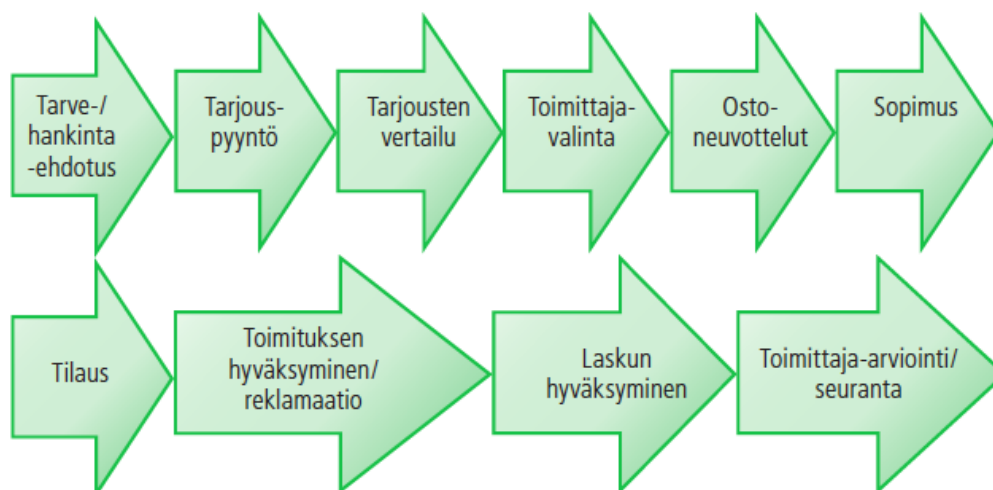 Tarve-/
hankinta
-ehdotus
Tarjous-
pyyntö
Tarjousten
vertailu
Toimittaja-
valinta
Osto-
neuvottelut
Sopimus
Tilaus
Toimituksen
hyväksyminen/
reklamaatio
Laskun
hyväksyminen
Toimittaja-arviointi/
seuranta